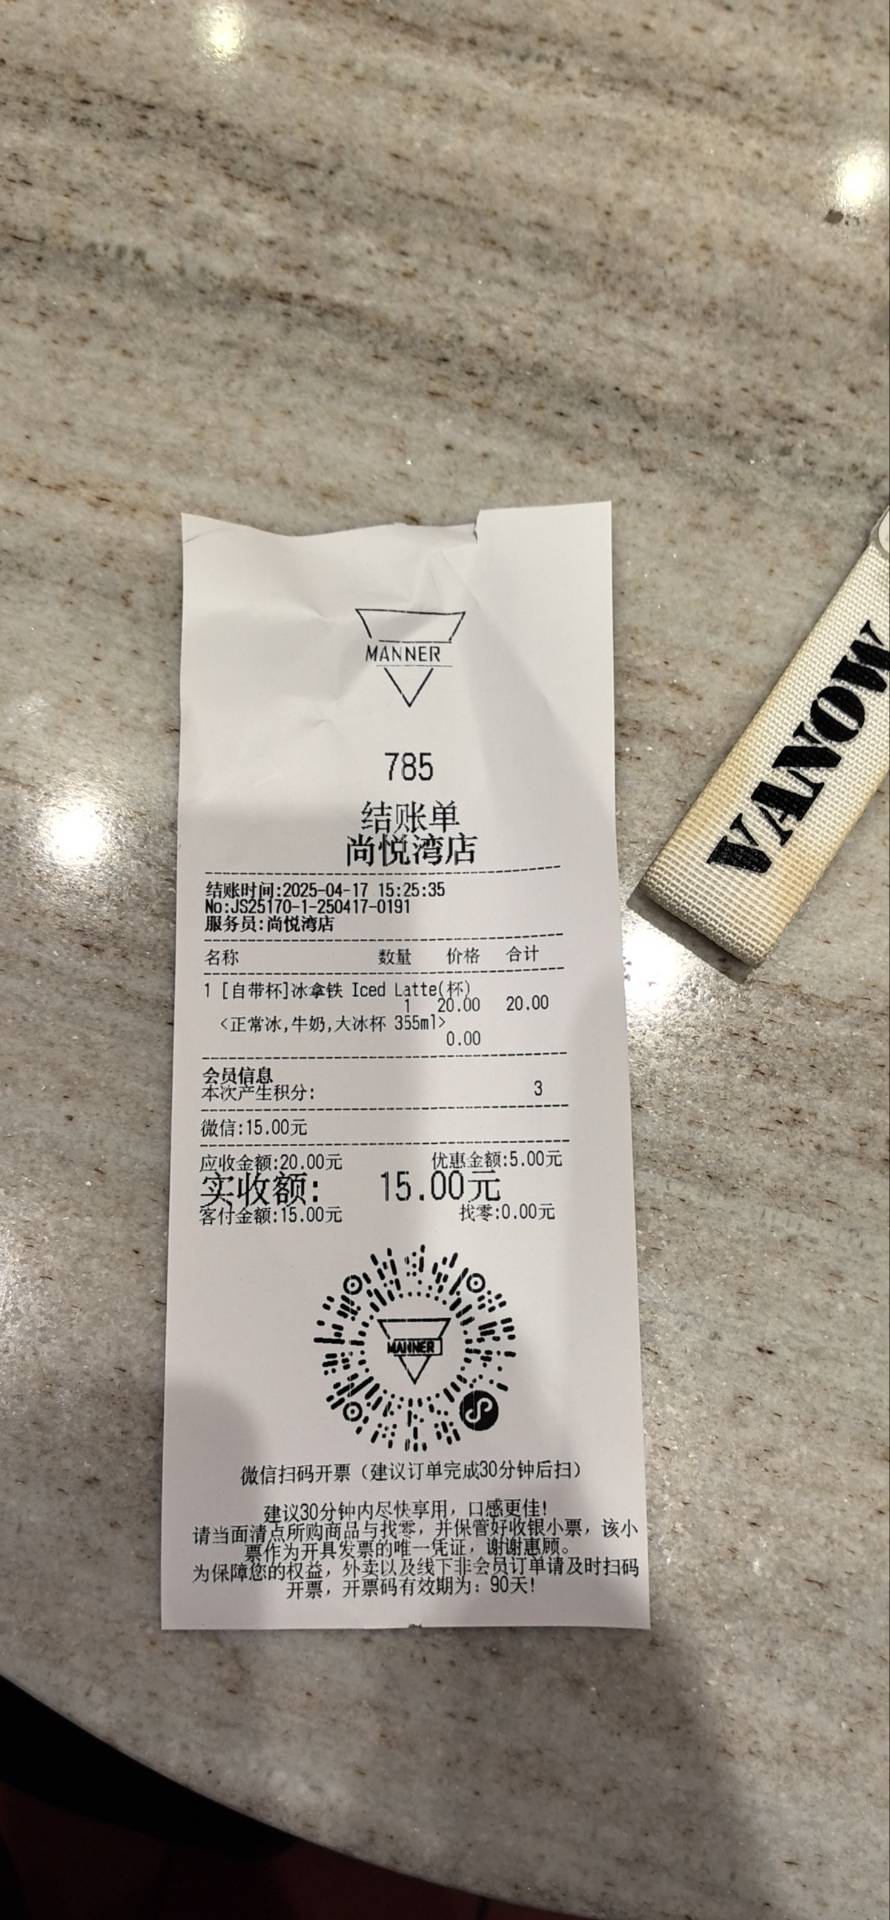 MANNER
785
结账单
尚悦湾店
结账时间:2025-04-17 15:25:35
No:JS25170-1-250417-0191
服务员:尚悦湾店
名称 数量 价格 合计
1 [自带杯]冰拿铁 Iced Latte(杯)
1 20.00 20.00
<正常冰,牛奶,大冰杯 355ml>
0.00
会员信息
本次产生积分: 3
微信:15.00元
应收金额:20.00元 优惠金额:5.00元
实收额: 15.00元
客付金额:15.00元 找零:0.00元
MANNER
微信扫码开票（建议订单完成30分钟后扫）
建议30分钟内尽快享用，口感更佳！
请当面清点所购商品与找零，并保管好收银小票，该小
票作为开具发票的唯一凭证，谢谢惠顾。
为保障您的权益，外卖以及线下非会员订单请及时扫码
开票，开票码有效期为：90天！
VANOW